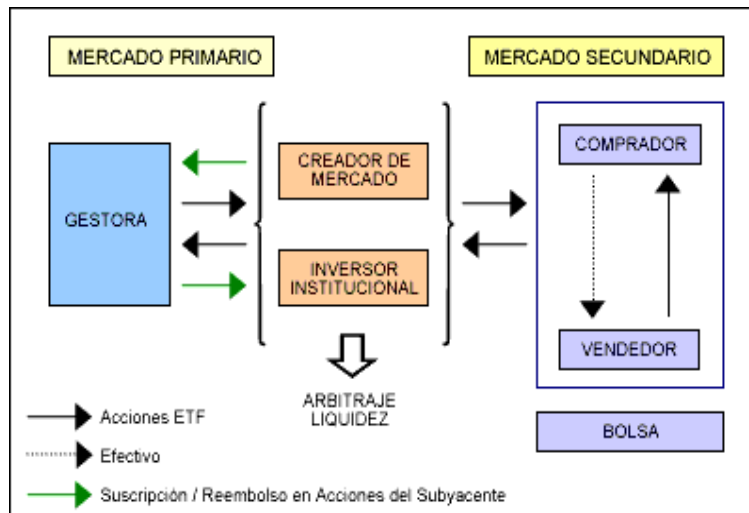 MERCADO PRIMARIO
MERCADO SECUNDARIO
GESTORA
CREADOR DE
MERCADO
INVERSOR
INSTITUCIONAL
ARBITRAJE
LIQUIDEZ
COMPRADOR
VENDEDOR
BOLSA
Acciones ETF
Efectivo
Suscripción / Reembolso en Acciones del Subyacente